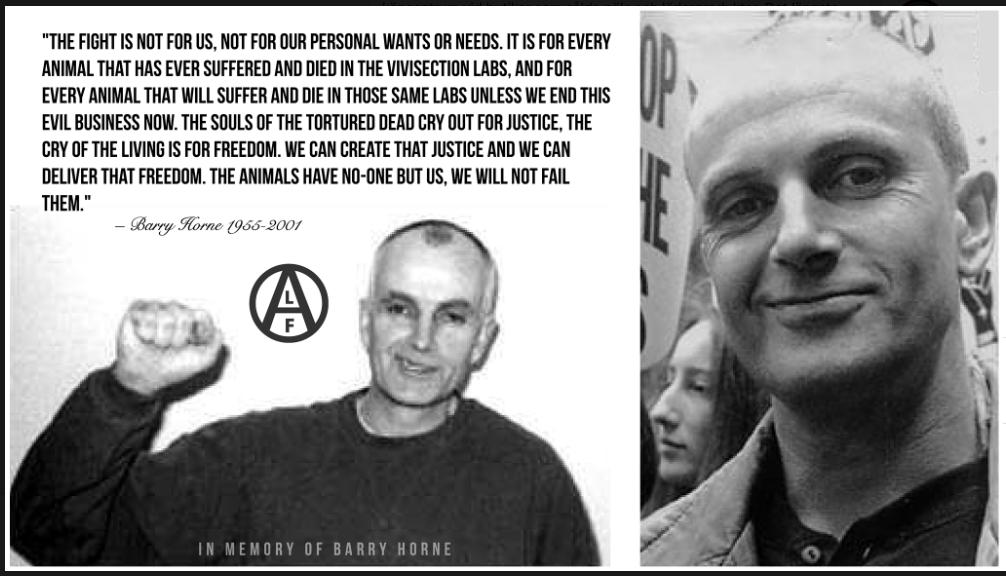 "THE FIGHT IS NOT FOR US, NOT FOR OUR PERSONAL WANTS OR NEEDS. IT IS FOR EVERY
ANIMAL THAT HAS EVER SUFFERED AND DIED IN THE VIVISECTION LABS, AND FOR
EVERY ANIMAL THAT WILL SUFFER AND DIE IN THOSE SAME LABS UNLESS WE END THIS
EVIL BUSINESS NOW. THE SOULS OF THE TORTURED DEAD CRY OUT FOR JUSTICE, THE
CRY OF THE LIVING IS FOR FREEDOM. WE CAN CREATE THAT JUSTICE AND WE CAN
DELIVER THAT FREEDOM. THE ANIMALS HAVE NO-ONE BUT US, WE WILL NOT FAIL
THEM."
– Barry Horne 1955-2001
A L F
IN MEMORY OF BARRY HORNE
OP
HE
S